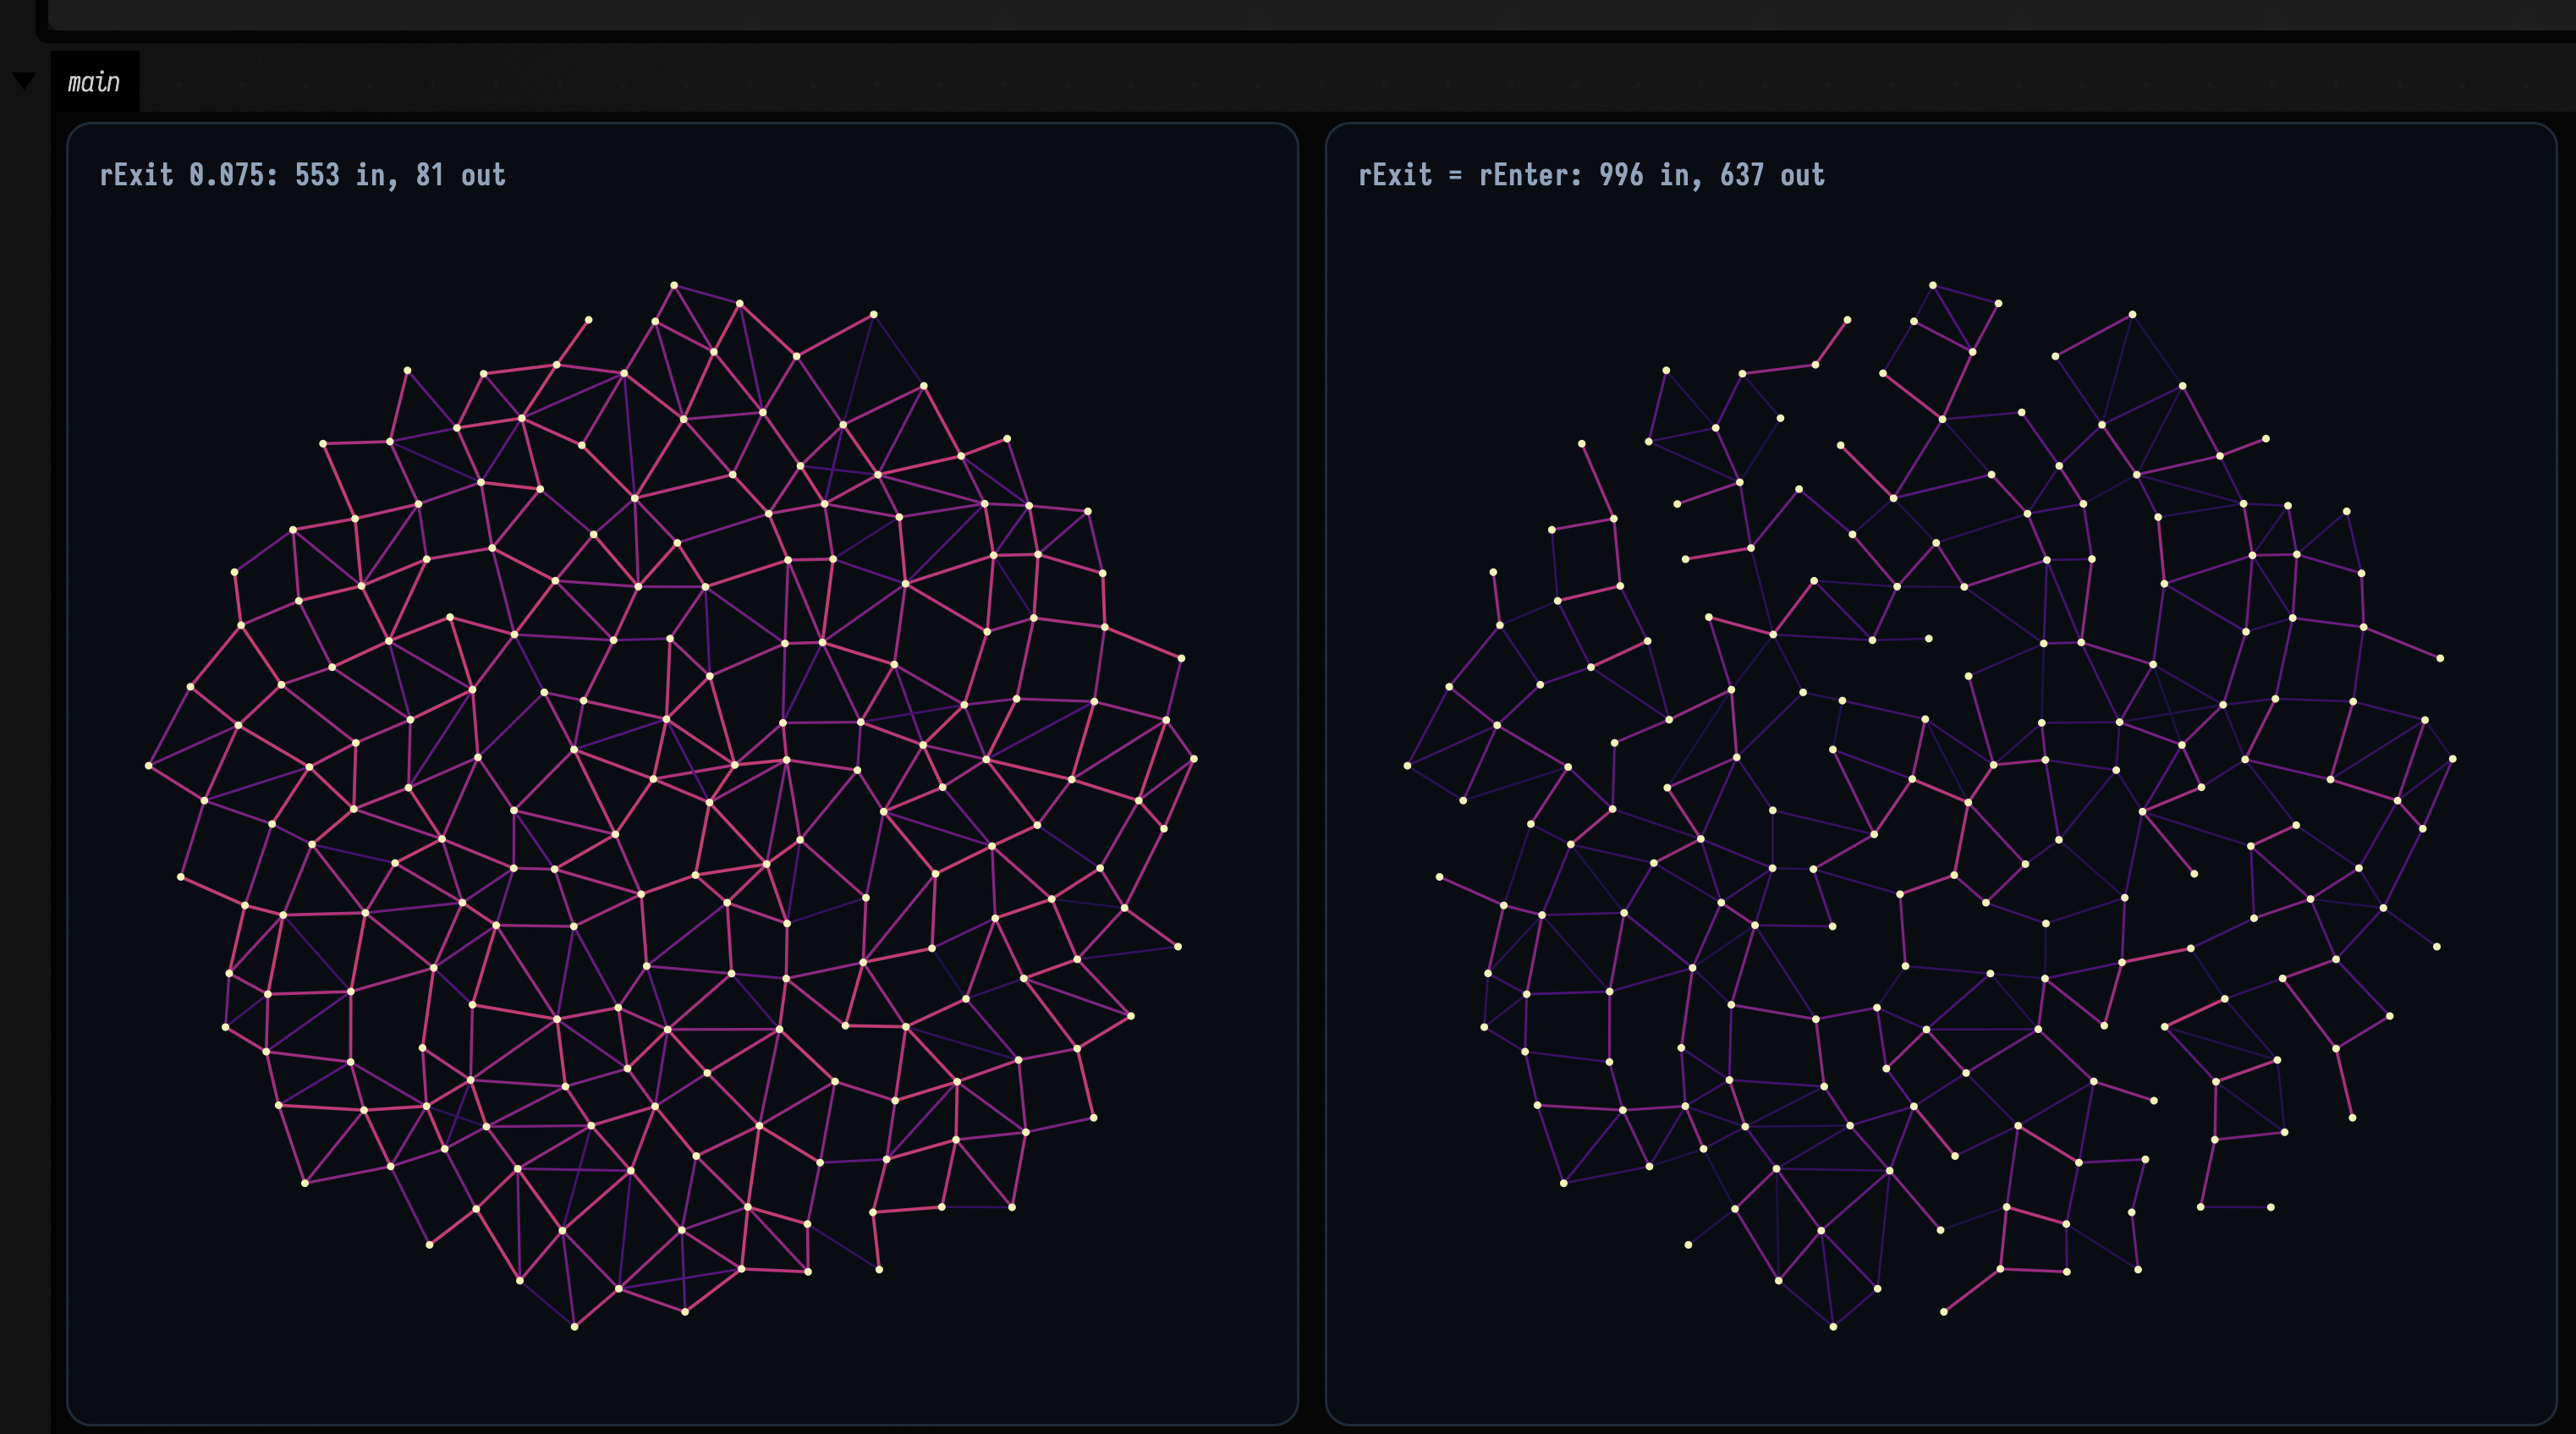 main
rExit 0.075: 553 in, 81 out
rExit = rEnter: 996 in, 637 out